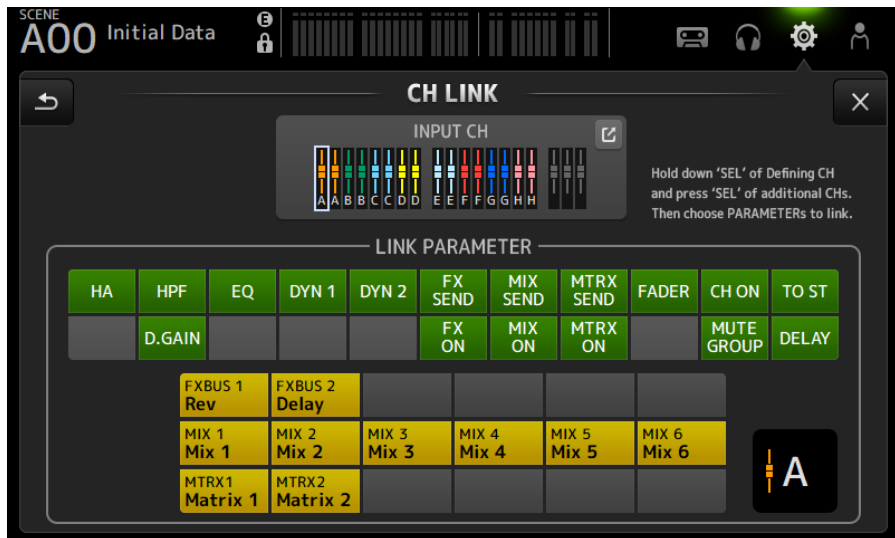 SCENE
A00 Initial Data
E
CH LINK
INPUT CH
A A B B C C D D E E F F G G H H
Hold down 'SEL' of Defining CH
and press 'SEL' of additional CHs.
Then choose PARAMETERs to link.
LINK PARAMETER
HA
HPF
EQ
DYN 1
DYN 2
FX
SEND
MIX
SEND
MTRX
SEND
FADER
CH ON
TO ST
D.GAIN
FX
ON
MIX
ON
MTRX
ON
MUTE
GROUP
DELAY
FXBUS 1
Rev
FXBUS 2
Delay
MIX 1
Mix 1
MIX 2
Mix 2
MIX 3
Mix 3
MIX 4
Mix 4
MIX 5
Mix 5
MIX 6
Mix 6
MTRX1
Matrix 1
MTRX2
Matrix 2
A